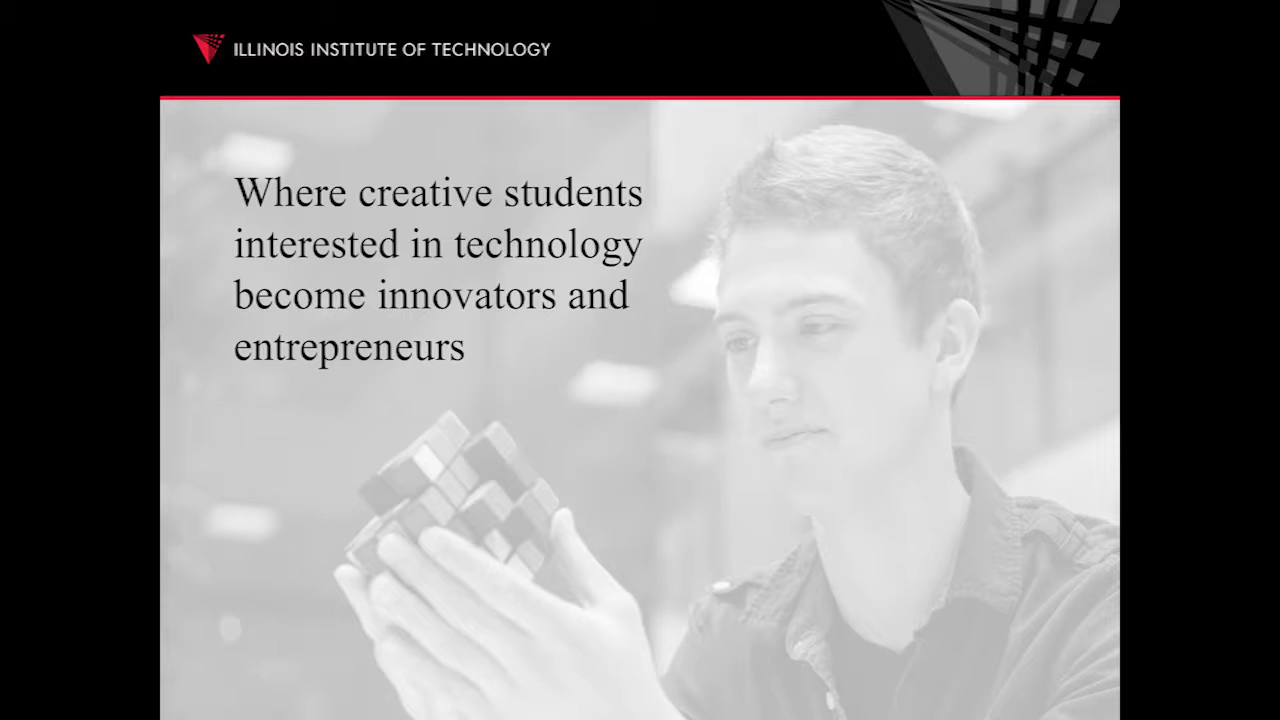 ILLINOIS INSTITUTE OF TECHNOLOGY
Where creative students
interested in technology
become innovators and
entrepreneurs